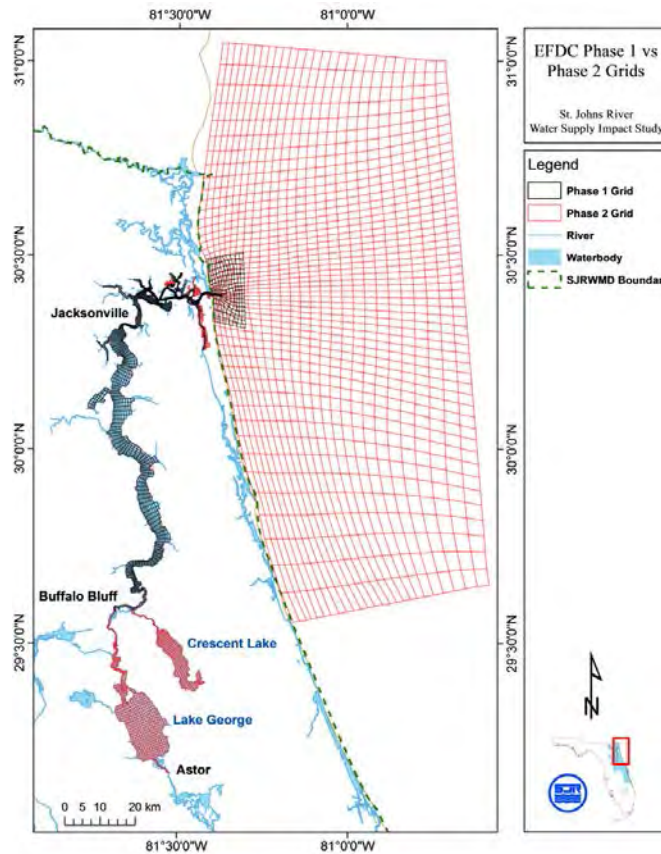 81°30'0"W 81°0'0"W
EFDC Phase 1 vs
Phase 2 Grids
St. Johns River
Water Supply Impact Study
Legend
Phase 1 Grid
Phase 2 Grid
River
Waterbody
SJRWMD Boundar
31°0'0"N 31°0'0"N
30°30'0"N 30°30'0"N
Jacksonville
30°0'0"N 30°0'0"N
Buffalo Bluff
29°30'0"N 29°30'0"N
Crescent Lake
Lake George
Astor
0 5 10 20 km
N
81°30'0"W 81°0'0"W